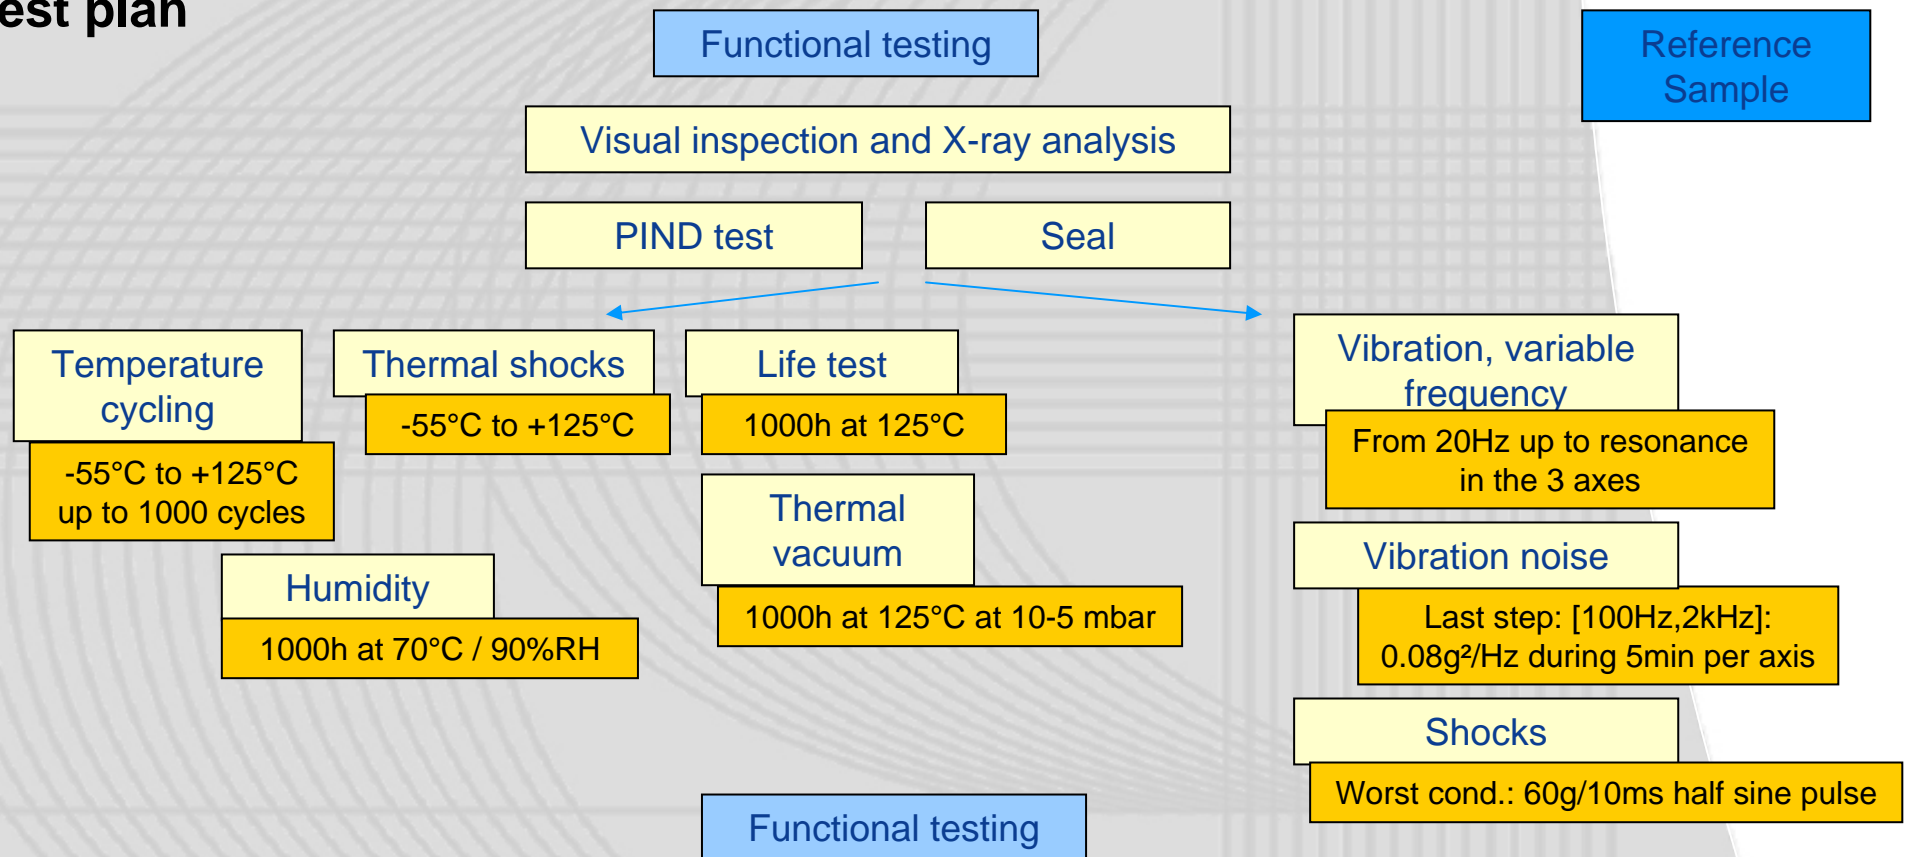 est plan
Functional testing
Reference
Sample
Visual inspection and X-ray analysis
PIND test
Seal
Temperature
cycling
-55°C to +125°C
up to 1000 cycles
Thermal shocks
-55°C to +125°C
Life test
1000h at 125°C
Humidity
1000h at 70°C / 90%RH
Thermal
vacuum
1000h at 125°C at 10-5 mbar
Vibration, variable
frequency
From 20Hz up to resonance
in the 3 axes
Vibration noise
Last step: [100Hz,2kHz]:
0.08g²/Hz during 5min per axis
Shocks
Worst cond.: 60g/10ms half sine pulse
Functional testing